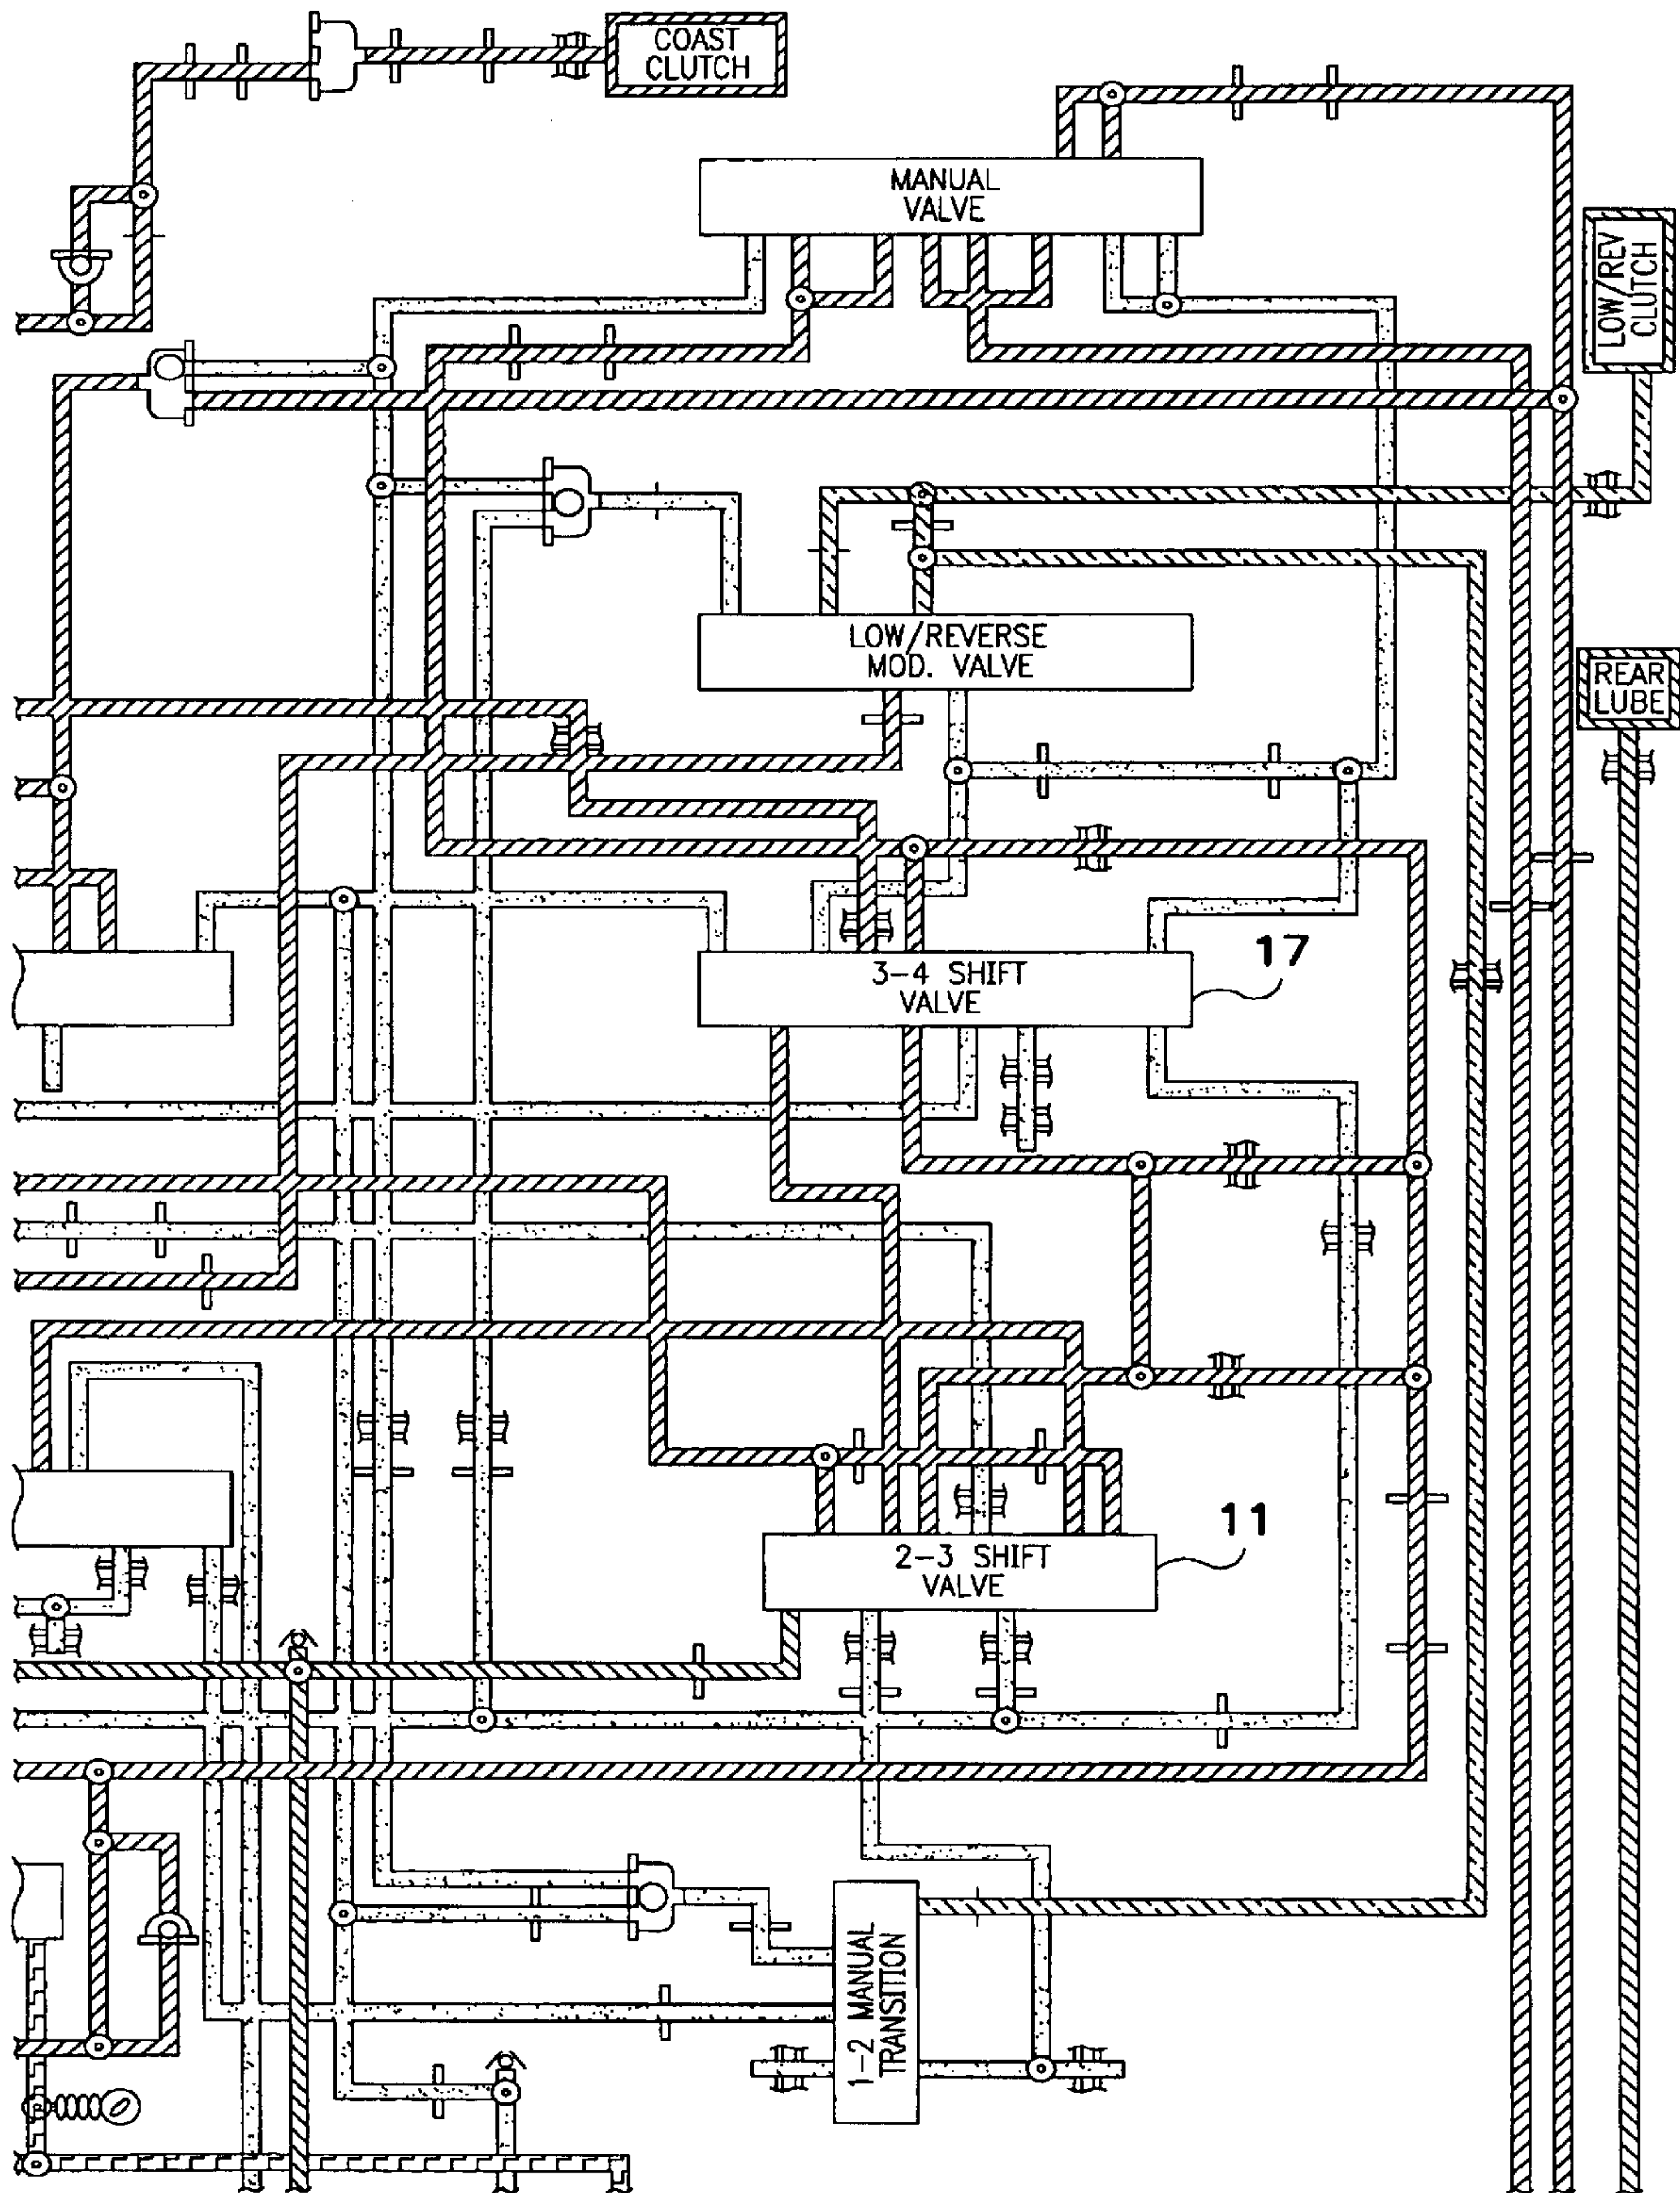 COAST
CLUTCH
MANUAL
VALVE
LOW/REV
CLUTCH
LOW/REVERSE
MOD. VALVE
REAR
LUBE
3-4 SHIFT
VALVE
17
2-3 SHIFT
VALVE
11
1-2 MANUAL
TRANSITION